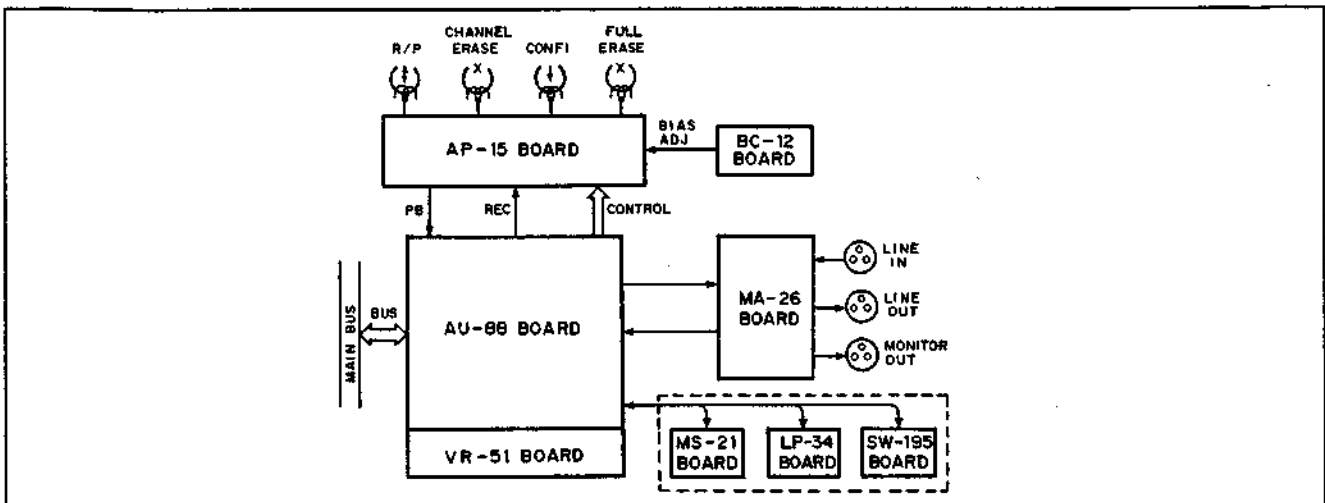 R/P
CHANNEL
ERASE
CONFI
FULL
ERASE
AP-15 BOARD
BIAS
ADJ
BC-12
BOARD
PB
REC
CONTROL
MAIN BUS
BUS
AU-88 BOARD
MA-26
BOARD
LINE
IN
LINE
OUT
MONITOR
OUT
VR-51 BOARD
MS-21
BOARD
LP-34
BOARD
SW-195
BOARD